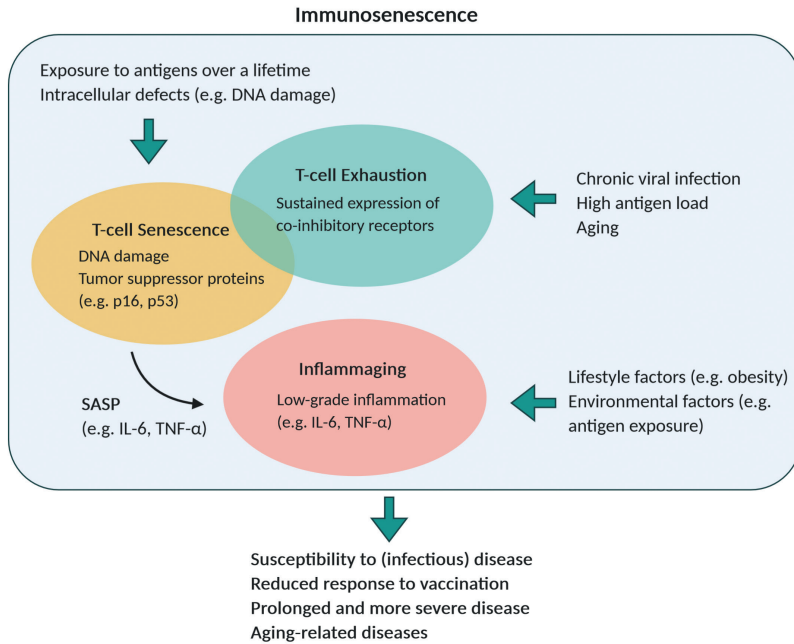 Immunosenescence
Exposure to antigens over a lifetime
Intracellular defects (e.g. DNA damage)
T-cell Exhaustion
Sustained expression of
co-inhibitory receptors
Chronic viral infection
High antigen load
Aging
T-cell Senescence
DNA damage
Tumor suppressor proteins
(e.g. p16, p53)
Inflammaging
Low-grade inflammation
(e.g. IL-6, TNF-α)
SASP
(e.g. IL-6, TNF-α)
Lifestyle factors (e.g. obesity)
Environmental factors (e.g.
antigen exposure)
Susceptibility to (infectious) disease
Reduced response to vaccination
Prolonged and more severe disease
Aging-related diseases